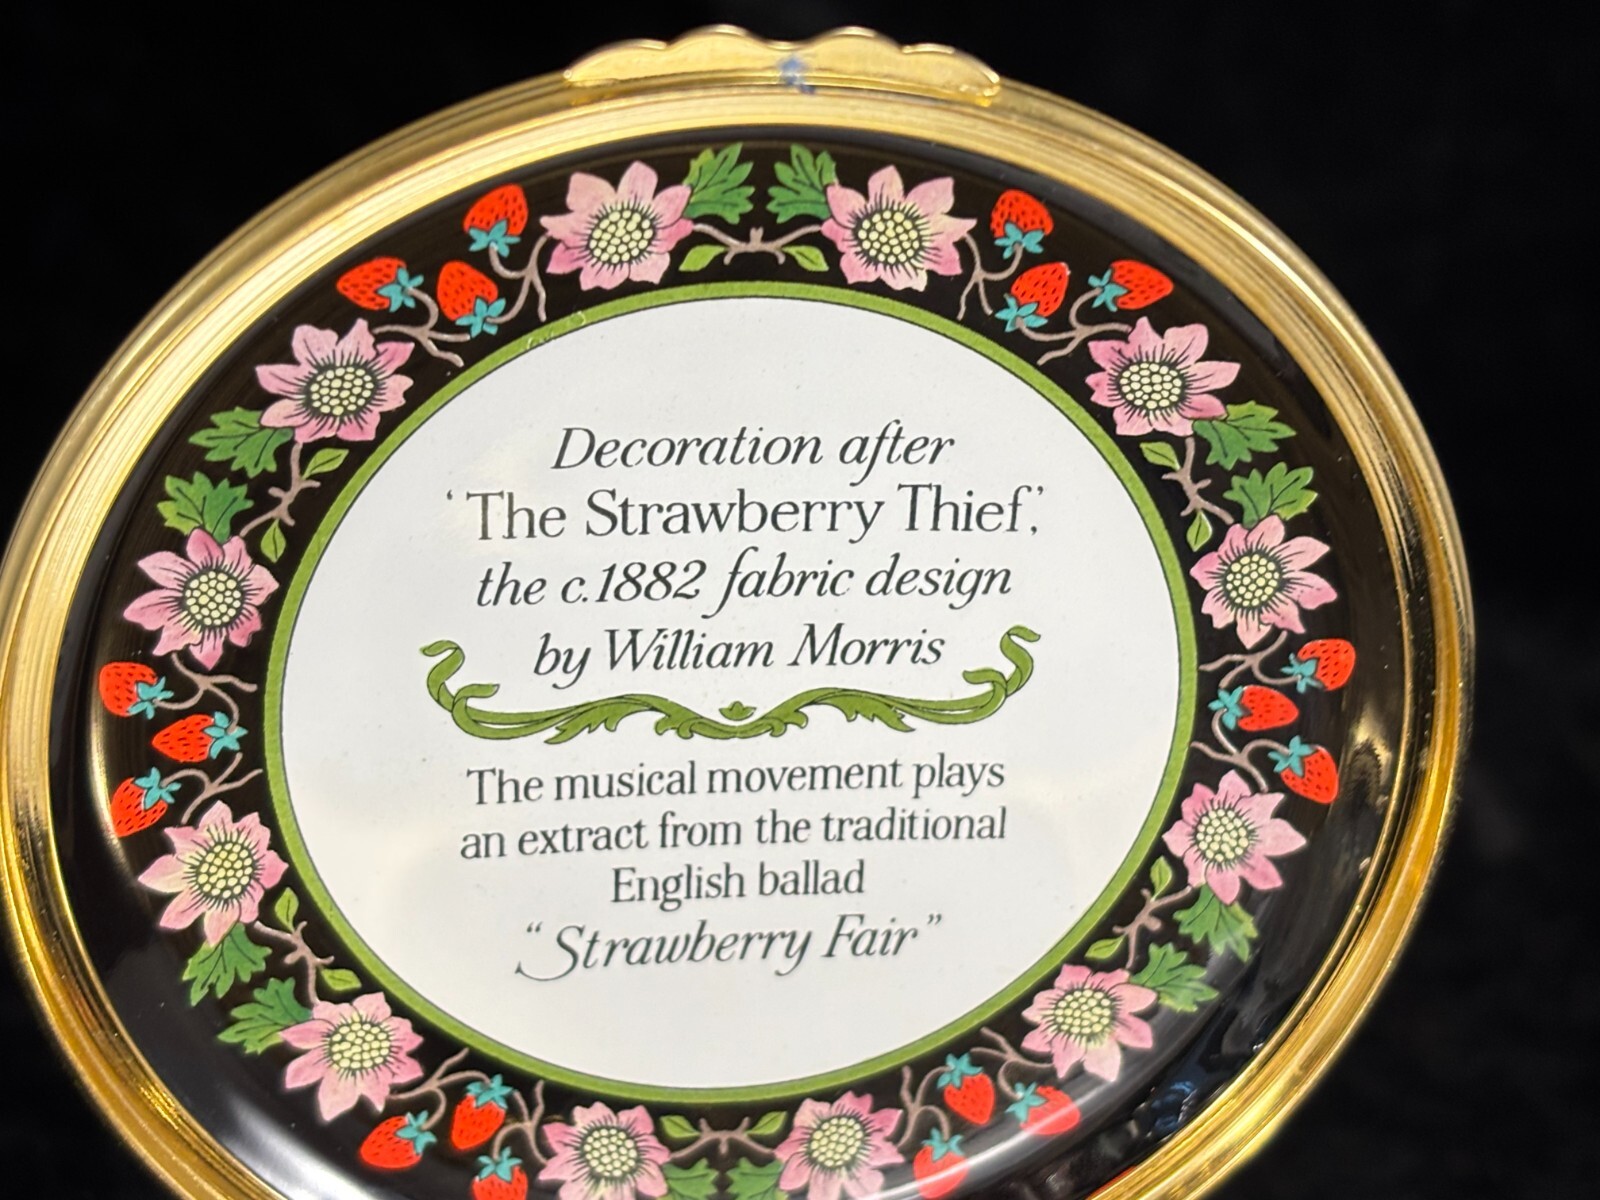 Decoration after
‘The Strawberry Thief,’
the c.1882 fabric design
by William Morris
The musical movement plays
an extract from the traditional
English ballad
“Strawberry Fair”